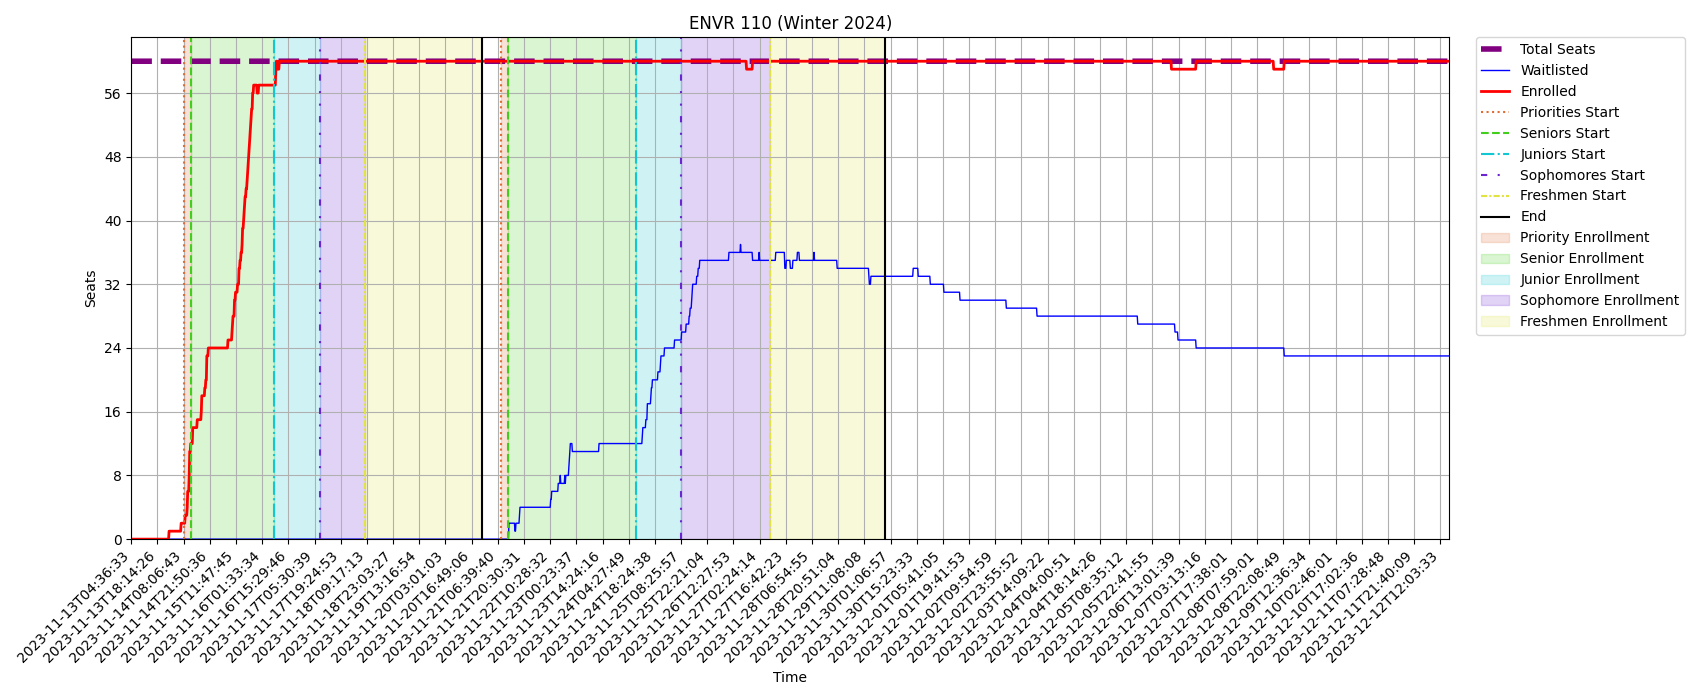 ENVR 110 (Winter 2024)
Total Seats
Waitlisted
Enrolled
Priorities Start
Seniors Start
Juniors Start
Sophomores Start
Freshmen Start
End
Priority Enrollment
Senior Enrollment
Junior Enrollment
Sophomore Enrollment
Freshmen Enrollment
Seats
56
48
40
32
24
16
8
0
2023-11-13T04:36:33
2023-11-13T18:14:26
2023-11-14T08:06:43
2023-11-14T21:50:36
2023-11-15T11:47:45
2023-11-16T01:33:34
2023-11-16T15:29:46
2023-11-17T05:30:39
2023-11-17T19:24:53
2023-11-18T09:17:13
2023-11-18T23:03:27
2023-11-19T13:16:54
2023-11-20T03:01:03
2023-11-20T16:49:06
2023-11-21T06:39:40
2023-11-21T20:30:31
2023-11-22T10:28:32
2023-11-23T00:23:37
2023-11-23T14:24:16
2023-11-24T04:27:49
2023-11-24T18:24:38
2023-11-25T08:25:57
2023-11-25T22:21:04
2023-11-26T12:27:53
2023-11-27T02:24:14
2023-11-27T16:42:23
2023-11-28T06:54:55
2023-11-28T20:51:04
2023-11-29T11:08:08
2023-11-30T01:06:57
2023-11-30T15:23:33
2023-12-01T05:41:05
2023-12-01T19:41:53
2023-12-02T09:54:59
2023-12-02T23:55:52
2023-12-03T14:09:22
2023-12-04T04:00:51
2023-12-04T18:14:26
2023-12-05T08:35:12
2023-12-05T22:41:55
2023-12-06T13:01:39
2023-12-07T03:13:16
2023-12-07T17:38:01
2023-12-08T07:59:01
2023-12-08T22:08:49
2023-12-09T12:36:34
2023-12-10T02:46:01
2023-12-10T17:02:36
2023-12-11T07:28:48
2023-12-11T21:40:09
2023-12-12T12:03:33
Time